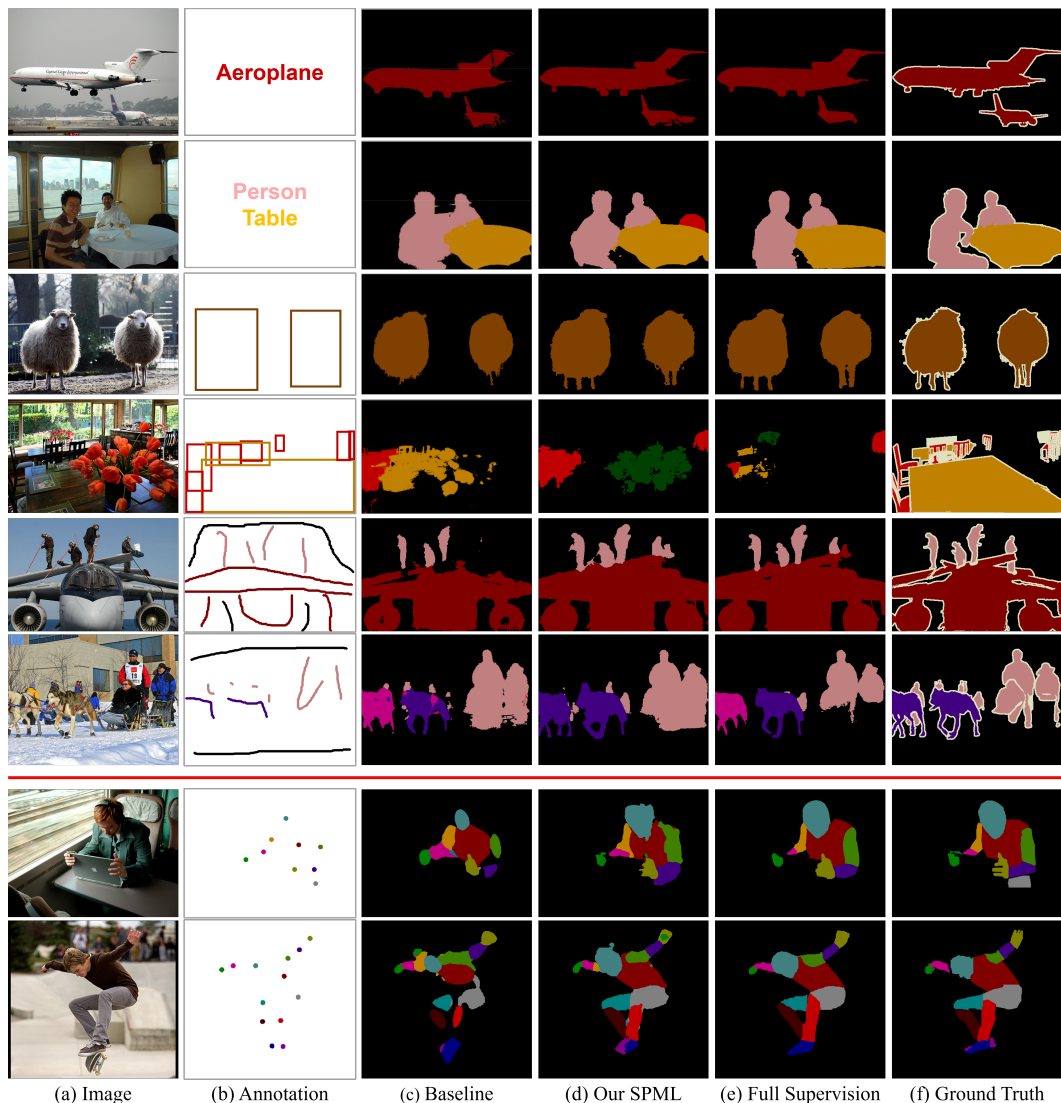 Aeroplane
Person
Table
(a) Image
(b) Annotation
(c) Baseline
(d) Our SPML
(e) Full Supervision
(f) Ground Truth